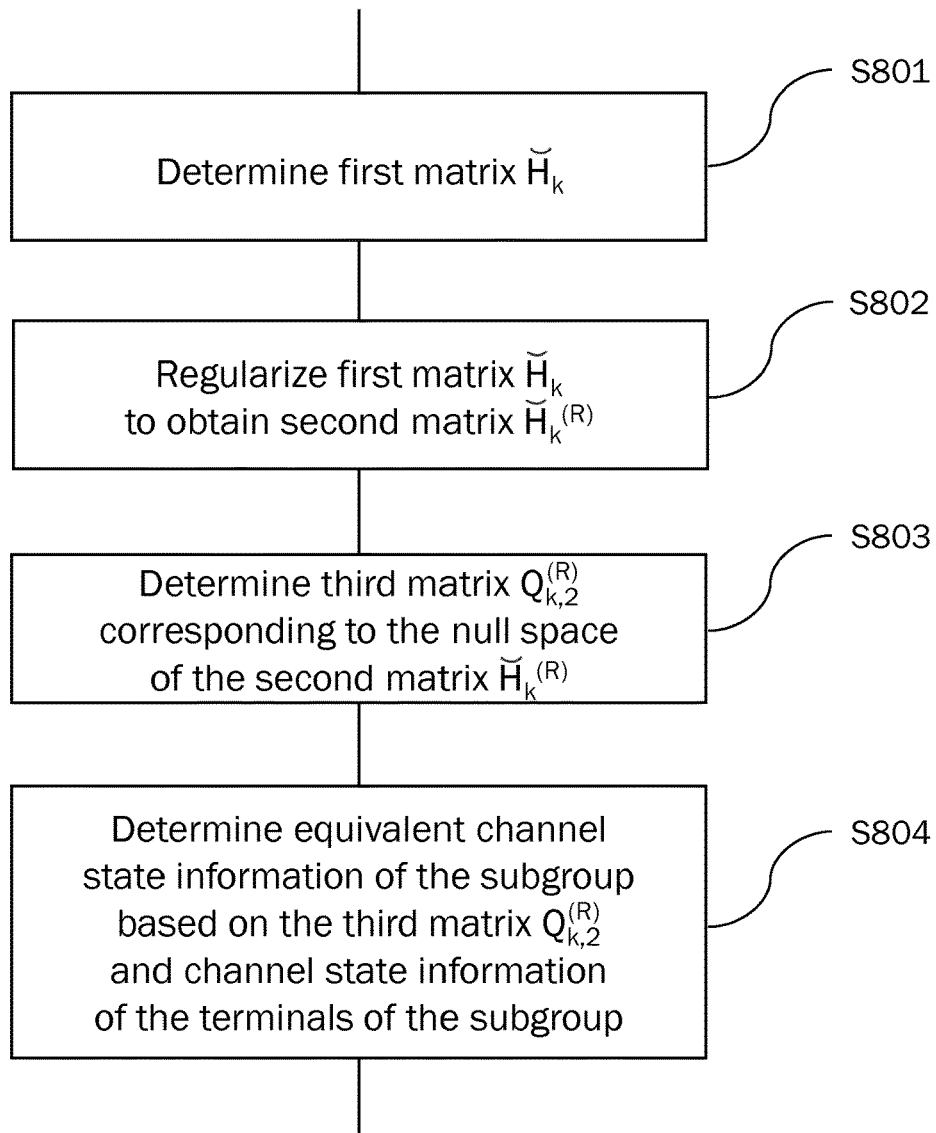 S801
Determine first matrix H̆ₖ
S802
Regularize first matrix H̆ₖ
to obtain second matrix H̆ₖ⁽ᴿ⁾
S803
Determine third matrix Q_{k,2}^{(R)}
corresponding to the null space
of the second matrix H̆ₖ⁽ᴿ⁾
S804
Determine equivalent channel
state information of the subgroup
based on the third matrix Q_{k,2}^{(R)}
and channel state information
of the terminals of the subgroup